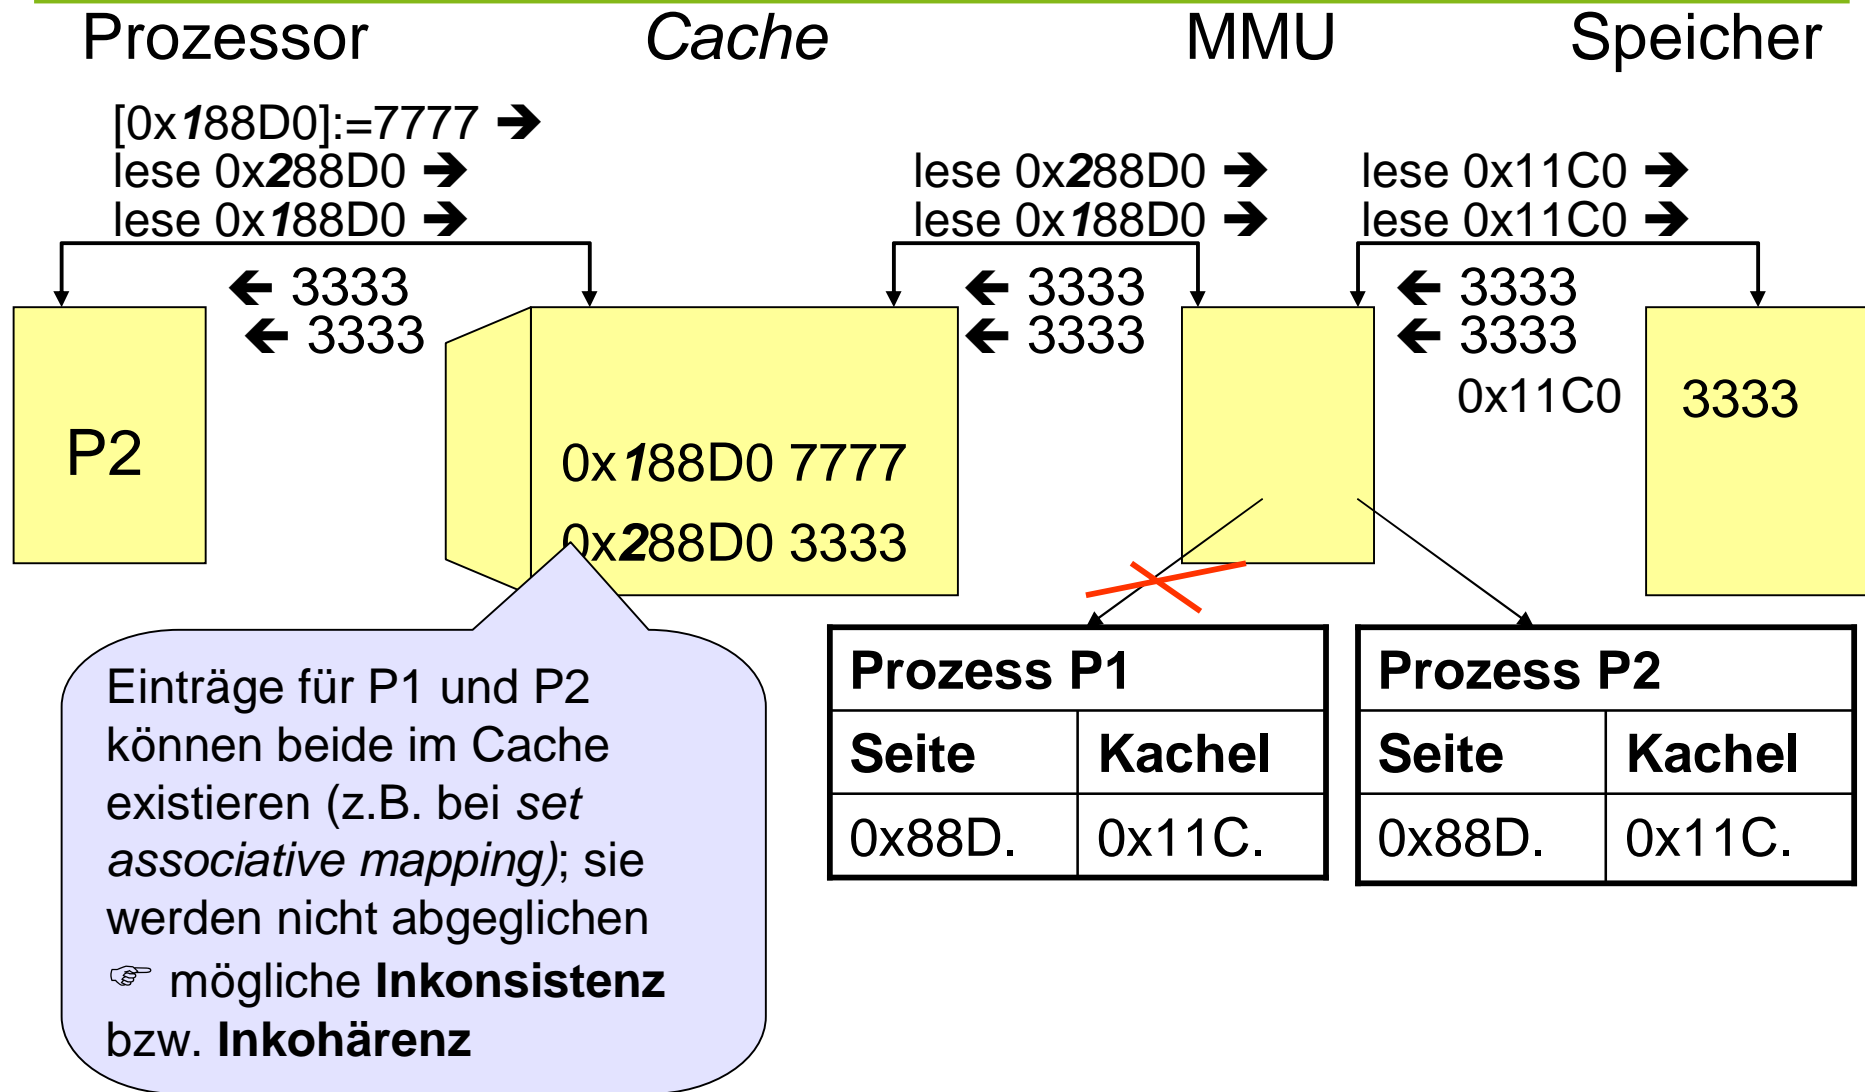 Prozessor Cache MMU Speicher
[0x188D0]:=7777 ➔
lese 0x288D0 ➔ lese 0x288D0 ➔ lese 0x11C0 ➔
lese 0x188D0 ➔ lese 0x188D0 ➔ lese 0x11C0 ➔
🡸 3333 🡸 3333 🡸 3333
🡸 3333 🡸 3333 🡸 3333
0x11C0 3333
P2
0x188D0 7777
0x288D0 3333
Einträge für P1 und P2
können beide im Cache
existieren (z.B. bei set
associative mapping); sie
werden nicht abgeglichen
☞ mögliche Inkonsistenz
bzw. Inkohärenz
Prozess P1
Seite Kachel
0x88D. 0x11C.
Prozess P2
Seite Kachel
0x88D. 0x11C.